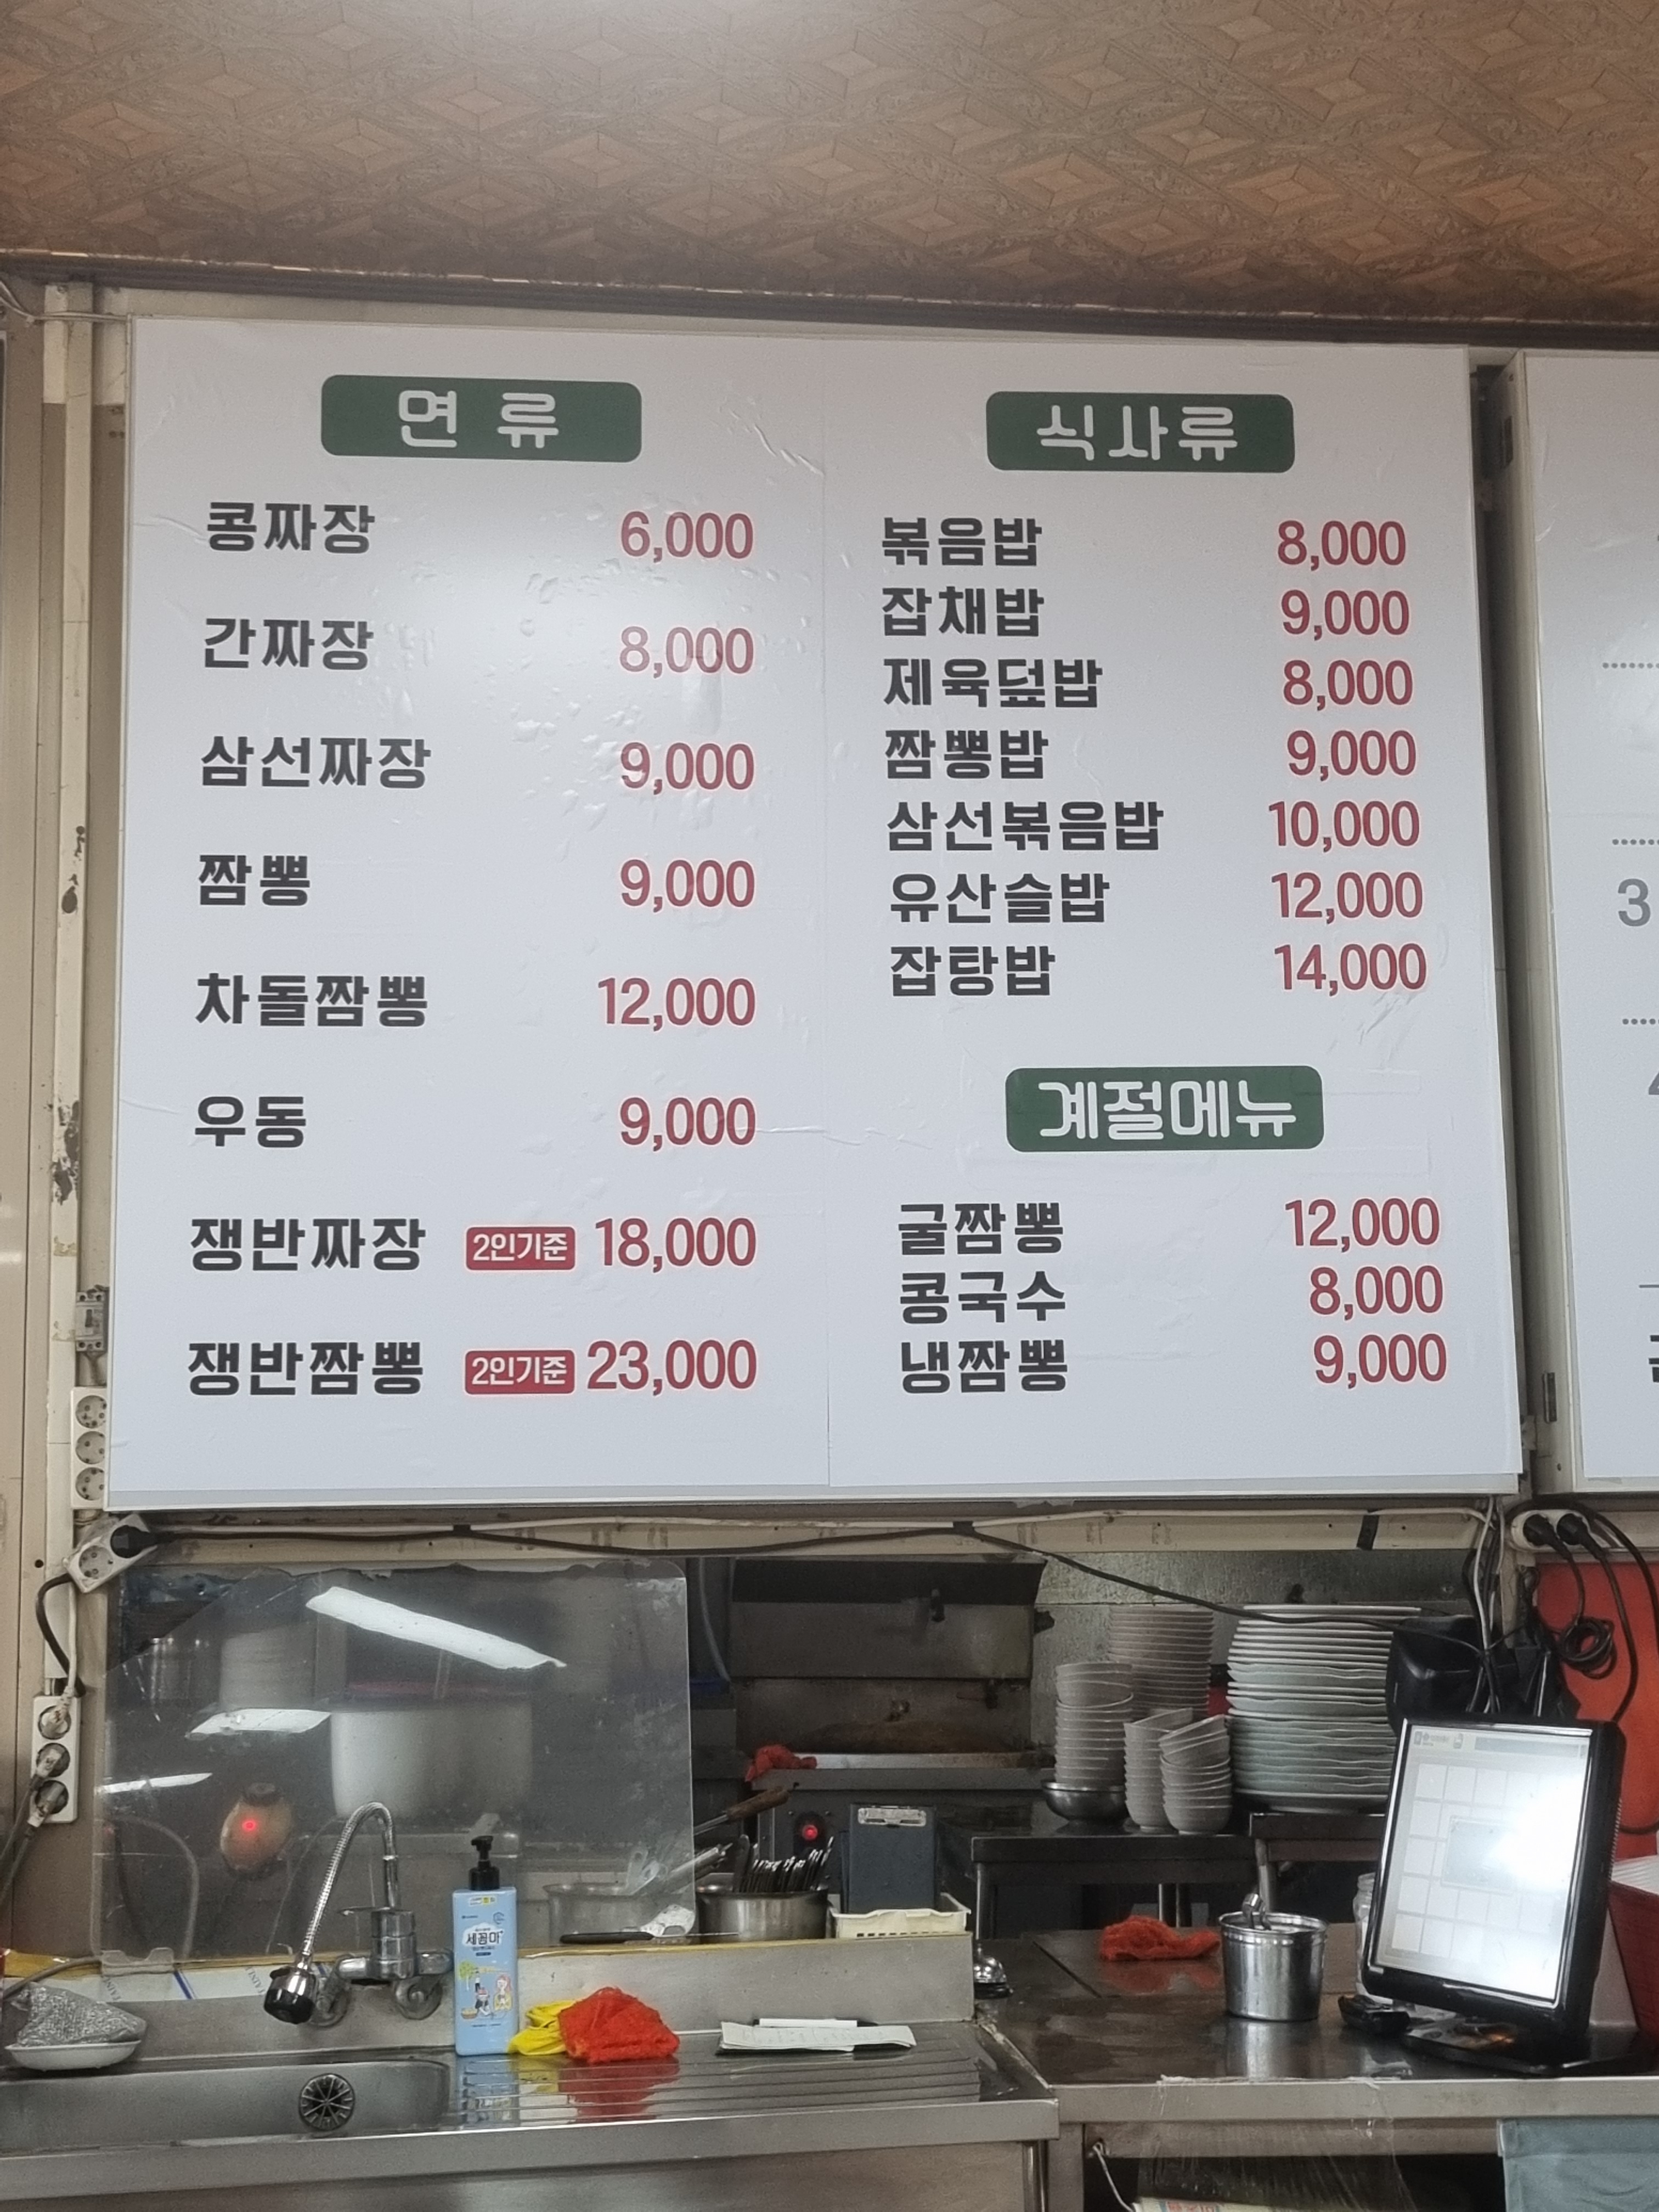 면 류
콩짜장 6,000
간짜장 8,000
삼선짜장 9,000
짬뽕 9,000
차돌짬뽕 12,000
우동 9,000
쟁반짜장 2인기준 18,000
쟁반짬뽕 2인기준 23,000
식사류
볶음밥 8,000
잡채밥 9,000
제육덮밥 8,000
짬뽕밥 9,000
삼선볶음밥 10,000
유산슬밥 12,000
잡탕밥 14,000
계절메뉴
굴짬뽕 12,000
콩국수 8,000
냉짬뽕 9,000
3
세꼼마